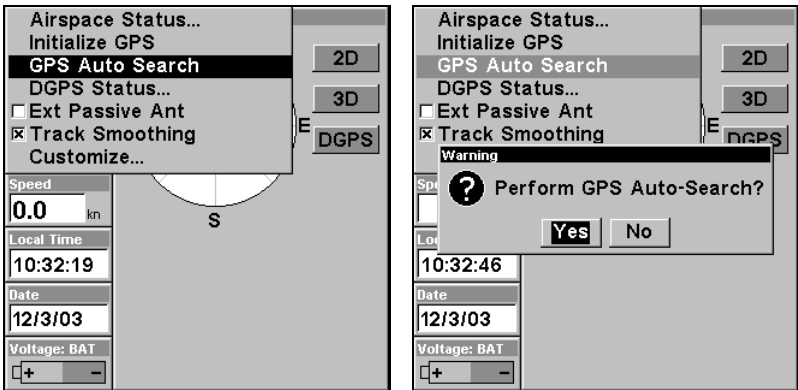 Airspace Status...
Initialize GPS
GPS Auto Search
DGPS Status...
Ext Passive Ant
Track Smoothing
Customize...
2D
3D
E
DGPS
S
Speed
0.0 kn
Local Time
10:32:19
Date
12/3/03
Voltage: BAT
+ -
Airspace Status...
Initialize GPS
GPS Auto Search
DGPS Status...
Ext Passive Ant
Track Smoothing
2D
3D
E
DGPS
Warning
? Perform GPS Auto-Search?
Yes No
10:32:46
Date
12/3/03
Voltage: BAT
+ -